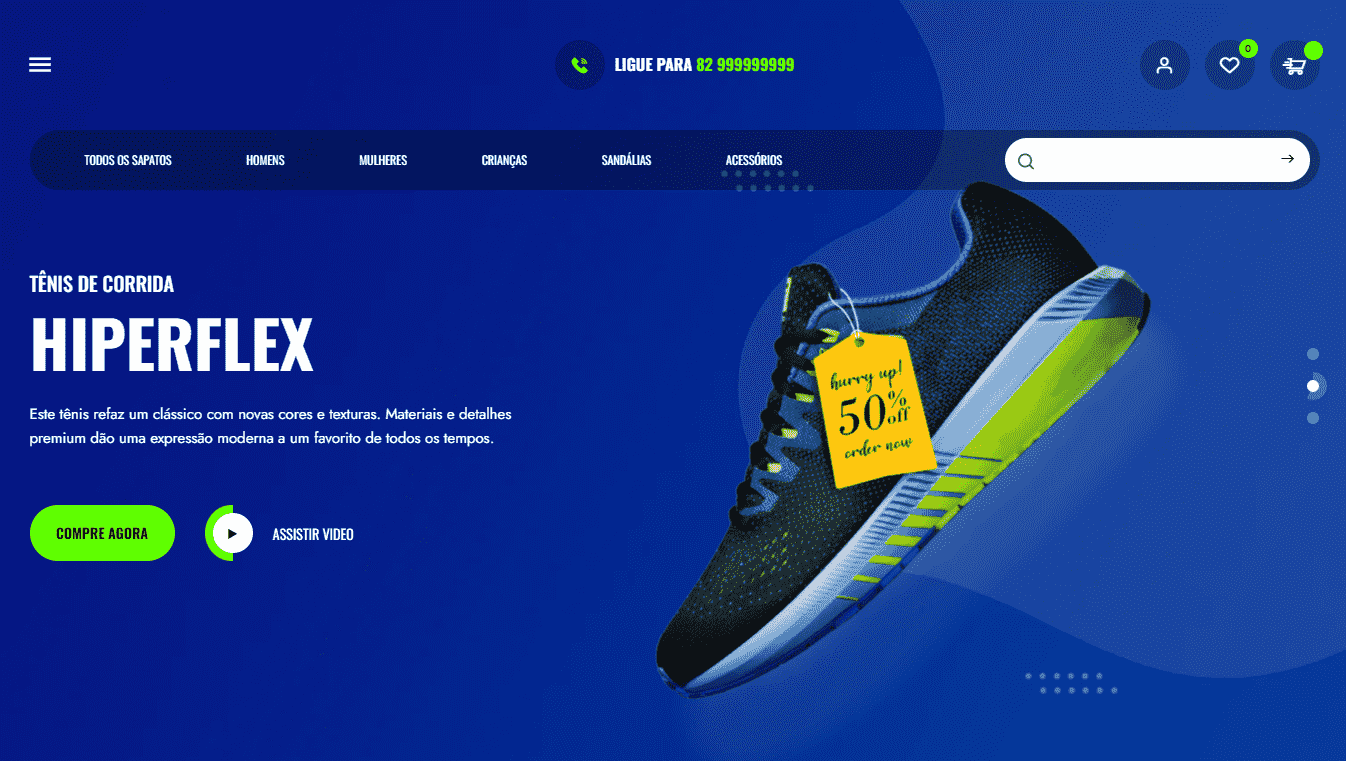 LIGUE PARA 82 999999999
0
TODOS OS SAPATOS
HOMENS
MULHERES
CRIANÇAS
SANDÁLIAS
ACESSÓRIOS
TÊNIS DE CORRIDA
HIPERFLEX
Este tênis refaz um clássico com novas cores e texturas. Materiais e detalhes
premium dão uma expressão moderna a um favorito de todos os tempos.
hurry up!
50% off
order now
COMPRE AGORA
ASSISTIR VIDEO